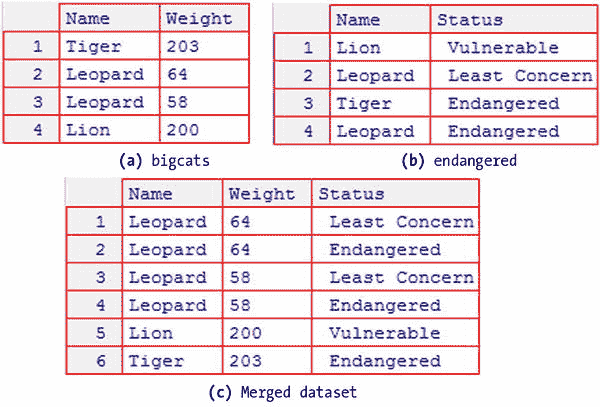 Name Weight
1 Tiger 203
2 Leopard 64
3 Leopard 58
4 Lion 200
(a) bigcats
Name Status
1 Lion Vulnerable
2 Leopard Least Concern
3 Tiger Endangered
4 Leopard Endangered
(b) endangered
Name Weight Status
1 Leopard 64 Least Concern
2 Leopard 64 Endangered
3 Leopard 58 Least Concern
4 Leopard 58 Endangered
5 Lion 200 Vulnerable
6 Tiger 203 Endangered
(c) Merged dataset